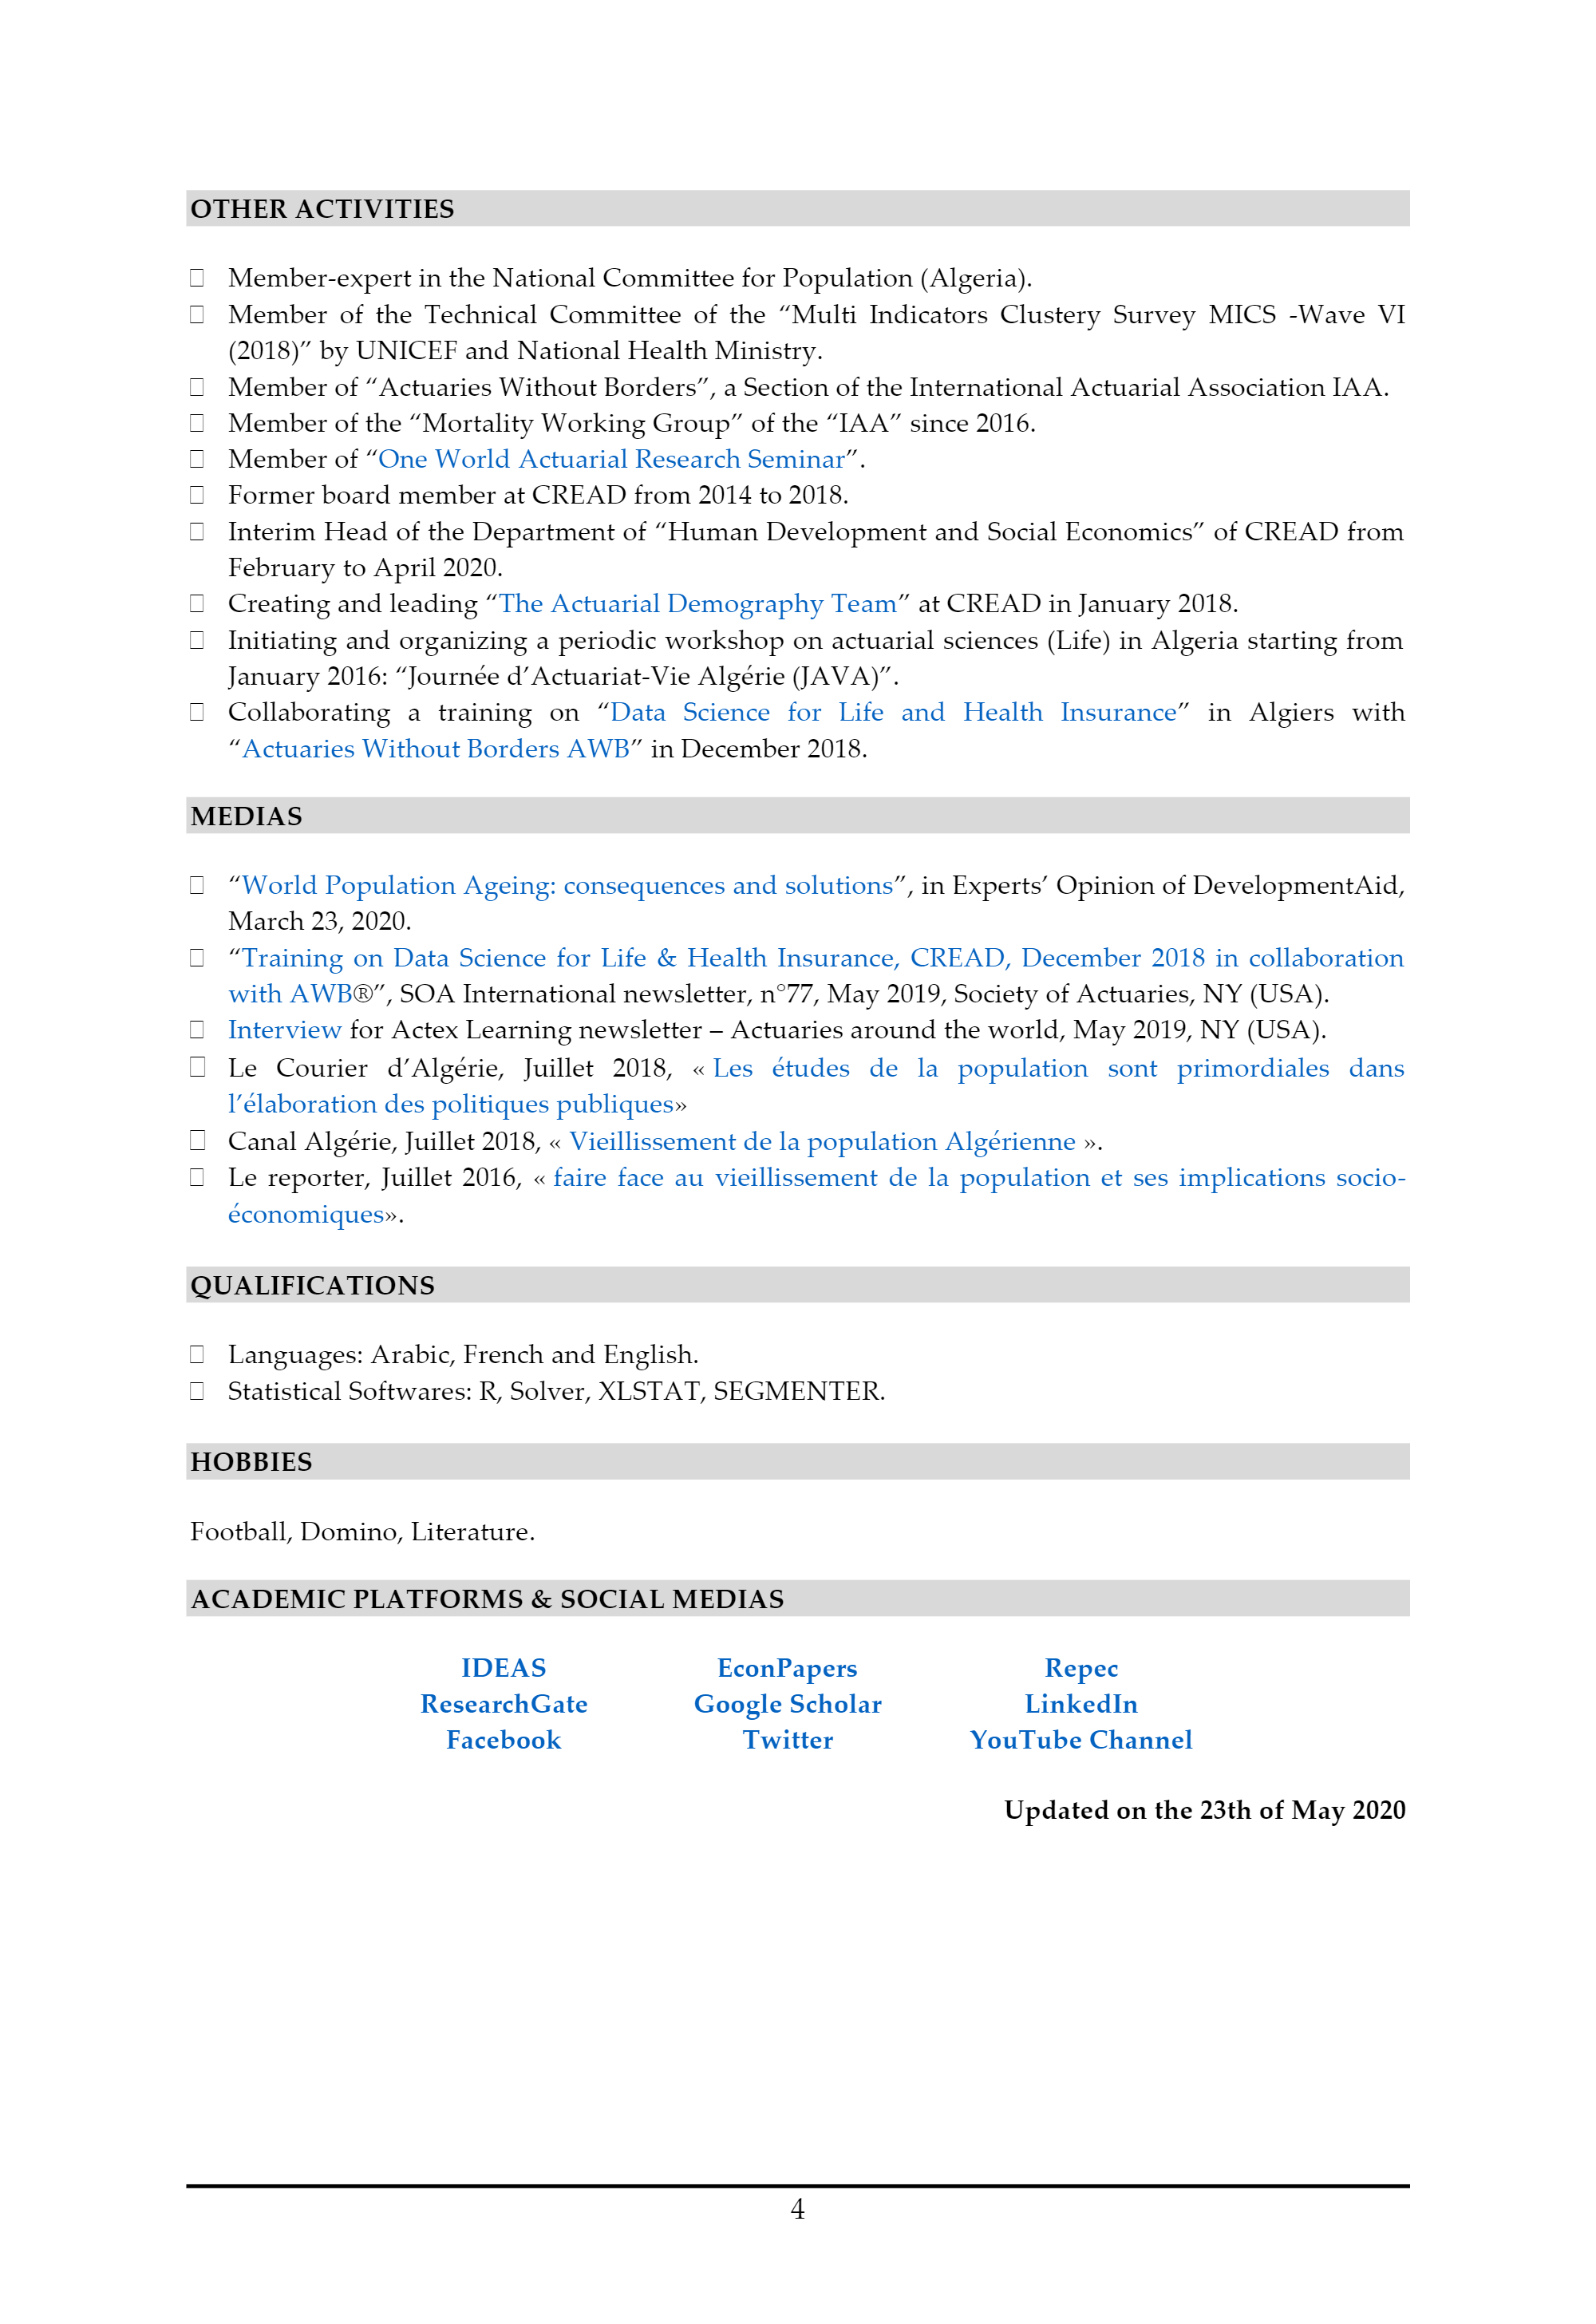 OTHER ACTIVITIES
Member-expert in the National Committee for Population (Algeria).
Member of the Technical Committee of the “Multi Indicators Clustery Survey MICS -Wave VI
(2018)” by UNICEF and National Health Ministry.
Member of “Actuaries Without Borders”, a Section of the International Actuarial Association IAA.
Member of the “Mortality Working Group” of the “IAA” since 2016.
Member of “One World Actuarial Research Seminar”.
Former board member at CREAD from 2014 to 2018.
Interim Head of the Department of “Human Development and Social Economics” of CREAD from
February to April 2020.
Creating and leading “The Actuarial Demography Team” at CREAD in January 2018.
Initiating and organizing a periodic workshop on actuarial sciences (Life) in Algeria starting from
January 2016: “Journée d’Actuariat-Vie Algérie (JAVA)”.
Collaborating a training on “Data Science for Life and Health Insurance” in Algiers with
“Actuaries Without Borders AWB” in December 2018.
MEDIAS
“World Population Ageing: consequences and solutions”, in Experts’ Opinion of DevelopmentAid,
March 23, 2020.
“Training on Data Science for Life & Health Insurance, CREAD, December 2018 in collaboration
with AWB®”, SOA International newsletter, n°77, May 2019, Society of Actuaries, NY (USA).
Interview for Actex Learning newsletter – Actuaries around the world, May 2019, NY (USA).
Le Courier d’Algérie, Juillet 2018, « Les études de la population sont primordiales dans
l’élaboration des politiques publiques»
Canal Algérie, Juillet 2018, « Vieillissement de la population Algérienne ».
Le reporter, Juillet 2016, « faire face au vieillissement de la population et ses implications socio-
économiques».
QUALIFICATIONS
Languages: Arabic, French and English.
Statistical Softwares: R, Solver, XLSTAT, SEGMENTER.
HOBBIES
Football, Domino, Literature.
ACADEMIC PLATFORMS & SOCIAL MEDIAS
IDEAS EconPapers Repec
ResearchGate Google Scholar LinkedIn
Facebook Twitter YouTube Channel
Updated on the 23th of May 2020
4